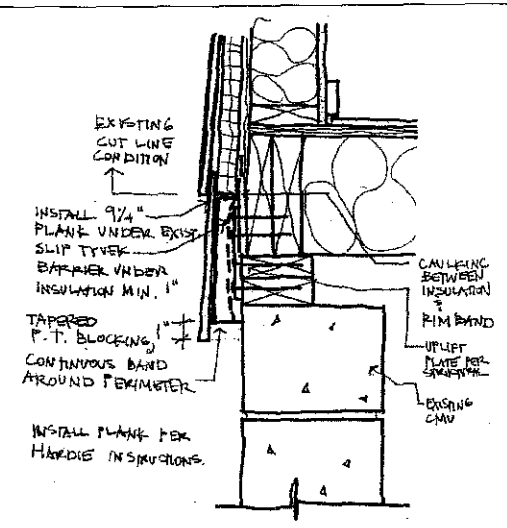 EXISTING
CUT LINE
CONDITION
INSTALL 9 1/4"
PLANK UNDER EXIST.
SLIP TYVEK
BARRIER UNDER
INSULATION MIN. 1"
TAPERED
P.T. BLOCKING,
1"
CONTINUOUS BAND
AROUND PERIMETER
INSTALL PLANK PER
HARDIE INSTRUCTIONS.
CAULKING
BETWEEN
INSULATION
&
RIM BAND
UPLIFT
PLATE PER
STRUCTURAL
EXISTING
CMU